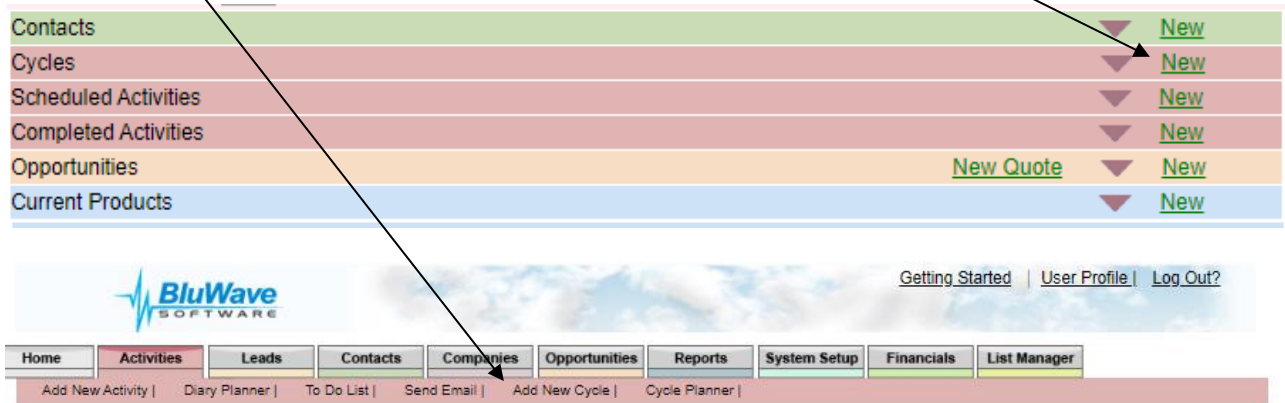 Contacts New
Cycles New
Scheduled Activities New
Completed Activities New
Opportunities New Quote New
Current Products New
Getting Started | User Profile | Log Out?
BluWave
SOFTWARE
Home Activities Leads Contacts Companies Opportunities Reports System Setup Financials List Manager
Add New Activity | Diary Planner | To Do List | Send Email | Add New Cycle | Cycle Planner |